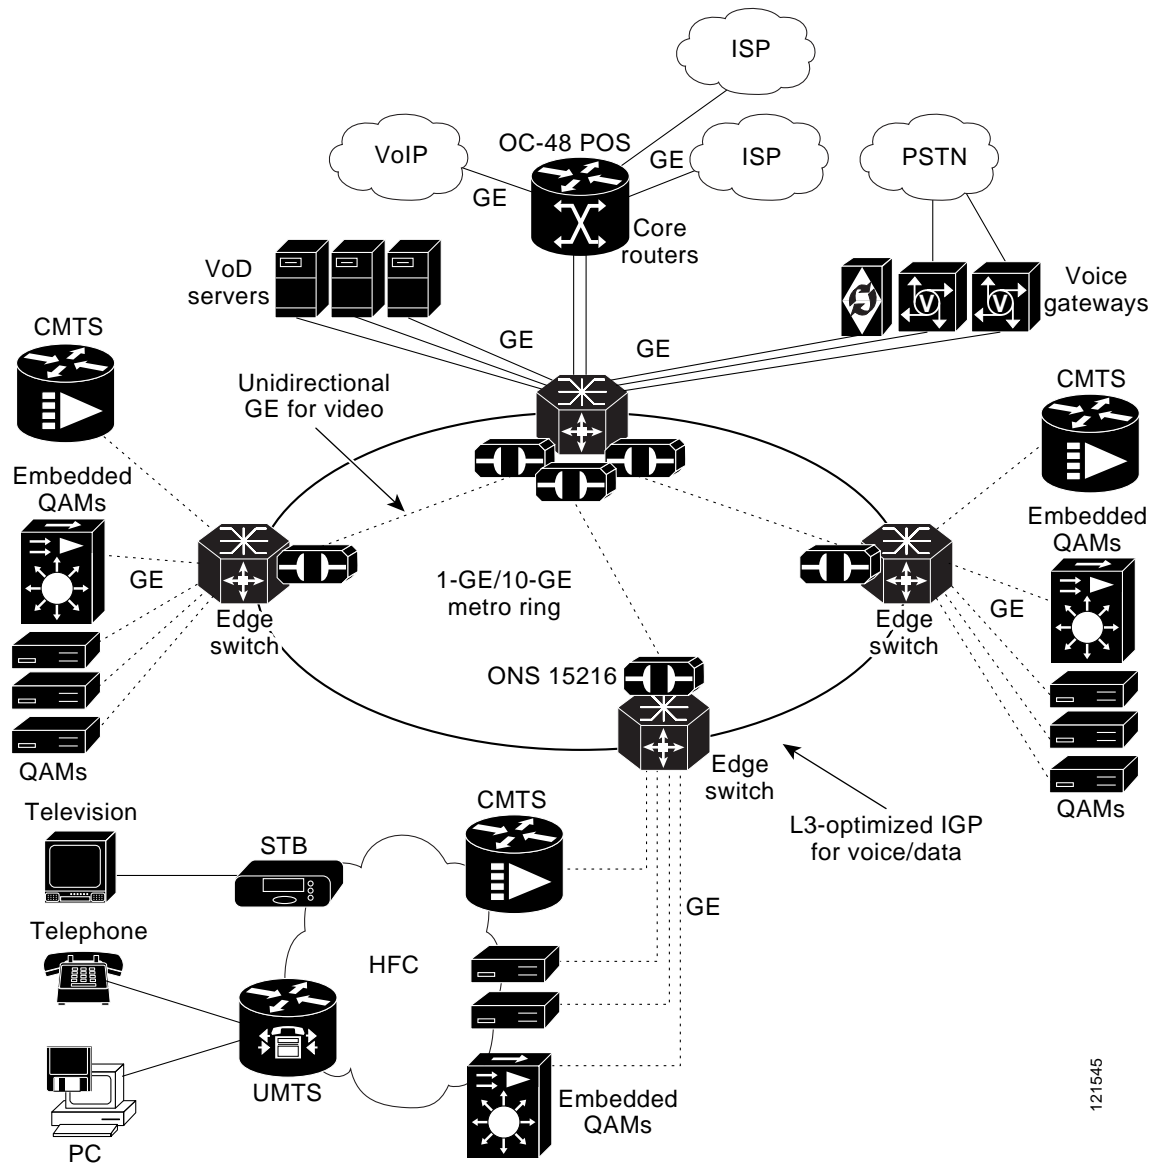 ISP
OC-48 POS
VoIP
GE
ISP
PSTN
GE
Core
routers
VoD
servers
Voice
gateways
CMTS
GE
GE
Unidirectional
GE for video
CMTS
Embedded
QAMs
Embedded
QAMs
GE
1-GE/10-GE
metro ring
GE
Edge
switch
Edge
switch
ONS 15216
QAMs
Edge
switch
QAMs
Television
CMTS
L3-optimized IGP
for voice/data
STB
GE
Telephone
HFC
UMTS
Embedded
QAMs
PC
121545
V
V